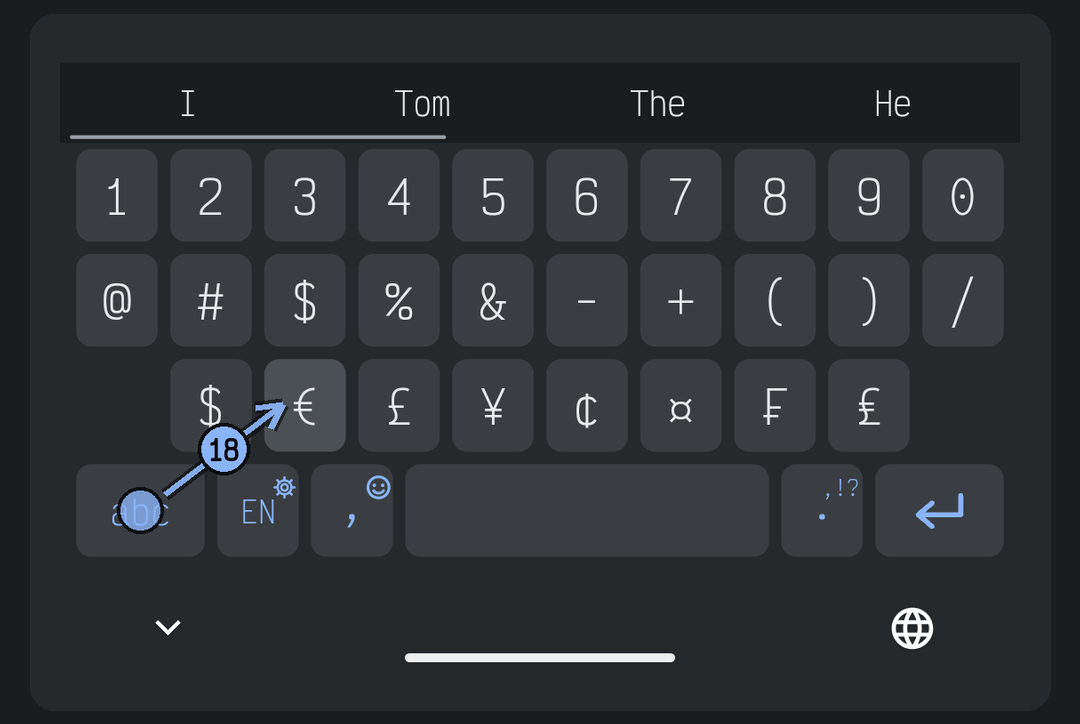 I Tom The He
1 2 3 4 5 6 7 8 9 0
@ # $ % & - + ( ) /
$ € £ ¥ ¢ ¤ ₣ ₤
18
abc EN , . ,!?